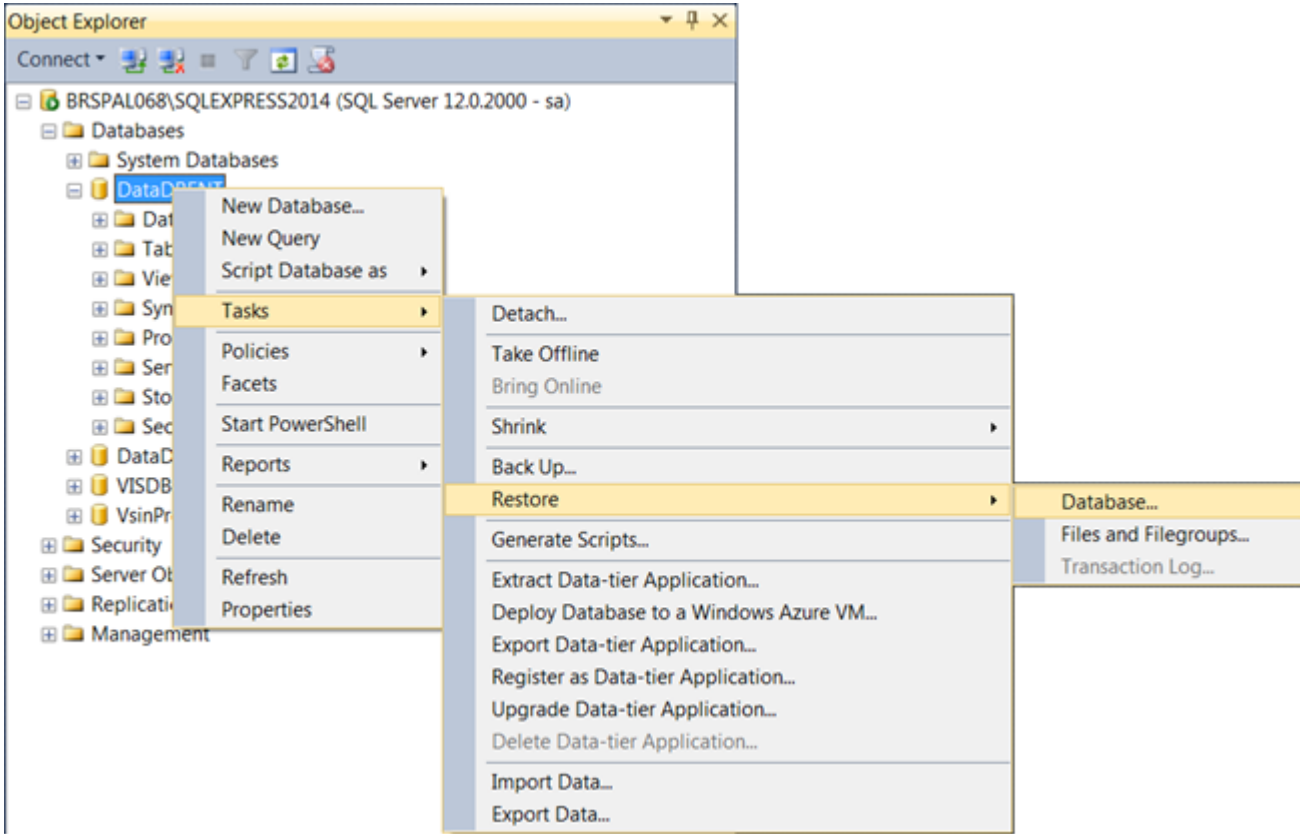 Object Explorer
Connect
BRSPAL068\SQLEXPRESS2014 (SQL Server 12.0.2000 - sa)
Databases
System Databases
New Database...
New Query
Script Database as
Tasks
Policies
Facets
Start PowerShell
Reports
Rename
Delete
Refresh
Properties
VISDB
Security
Management
Detach...
Take Offline
Bring Online
Shrink
Back Up...
Restore
Generate Scripts...
Extract Data-tier Application...
Deploy Database to a Windows Azure VM...
Export Data-tier Application...
Register as Data-tier Application...
Upgrade Data-tier Application...
Delete Data-tier Application...
Import Data...
Export Data...
Database...
Files and Filegroups...
Transaction Log...